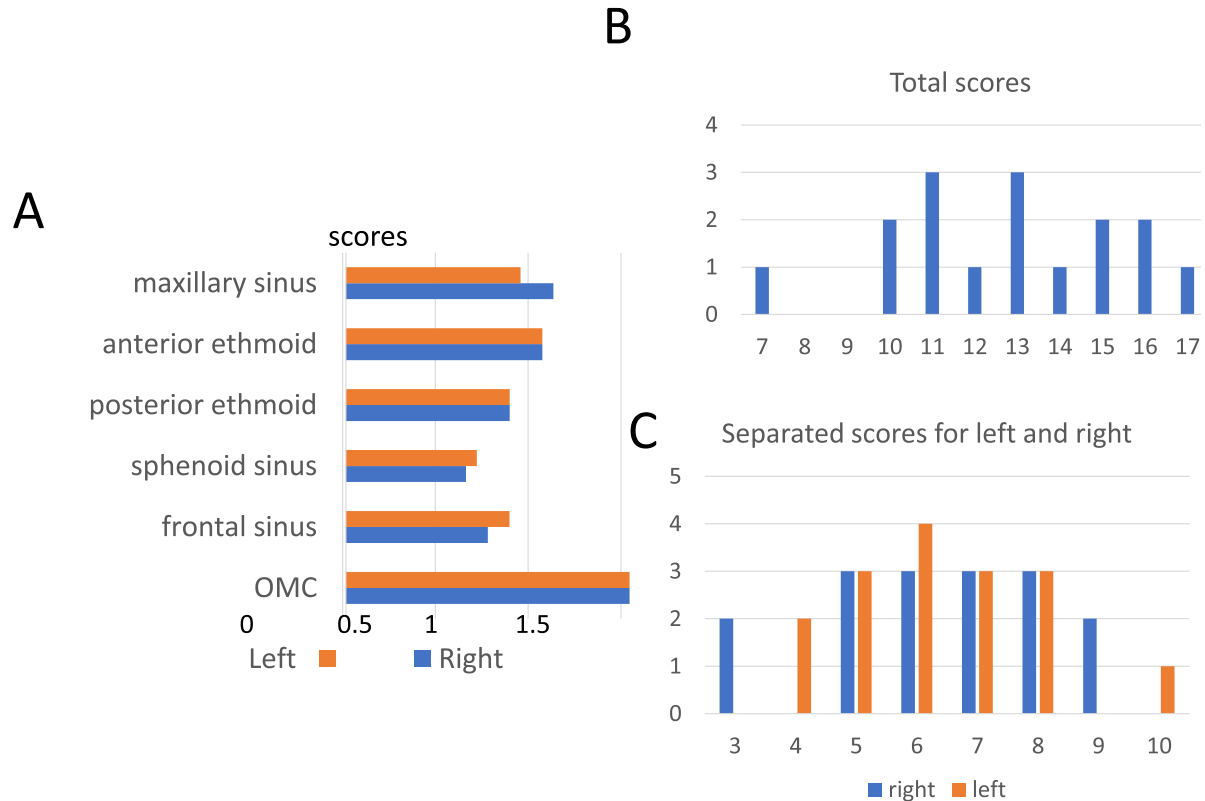 B
Total scores
4
3
2
1
0
7 8 9 10 11 12 13 14 15 16 17
A
scores
maxillary sinus
anterior ethmoid
posterior ethmoid
sphenoid sinus
frontal sinus
OMC
0 0.5 1 1.5
Left Right
C
Separated scores for left and right
5
4
3
2
1
0
3 4 5 6 7 8 9 10
right left